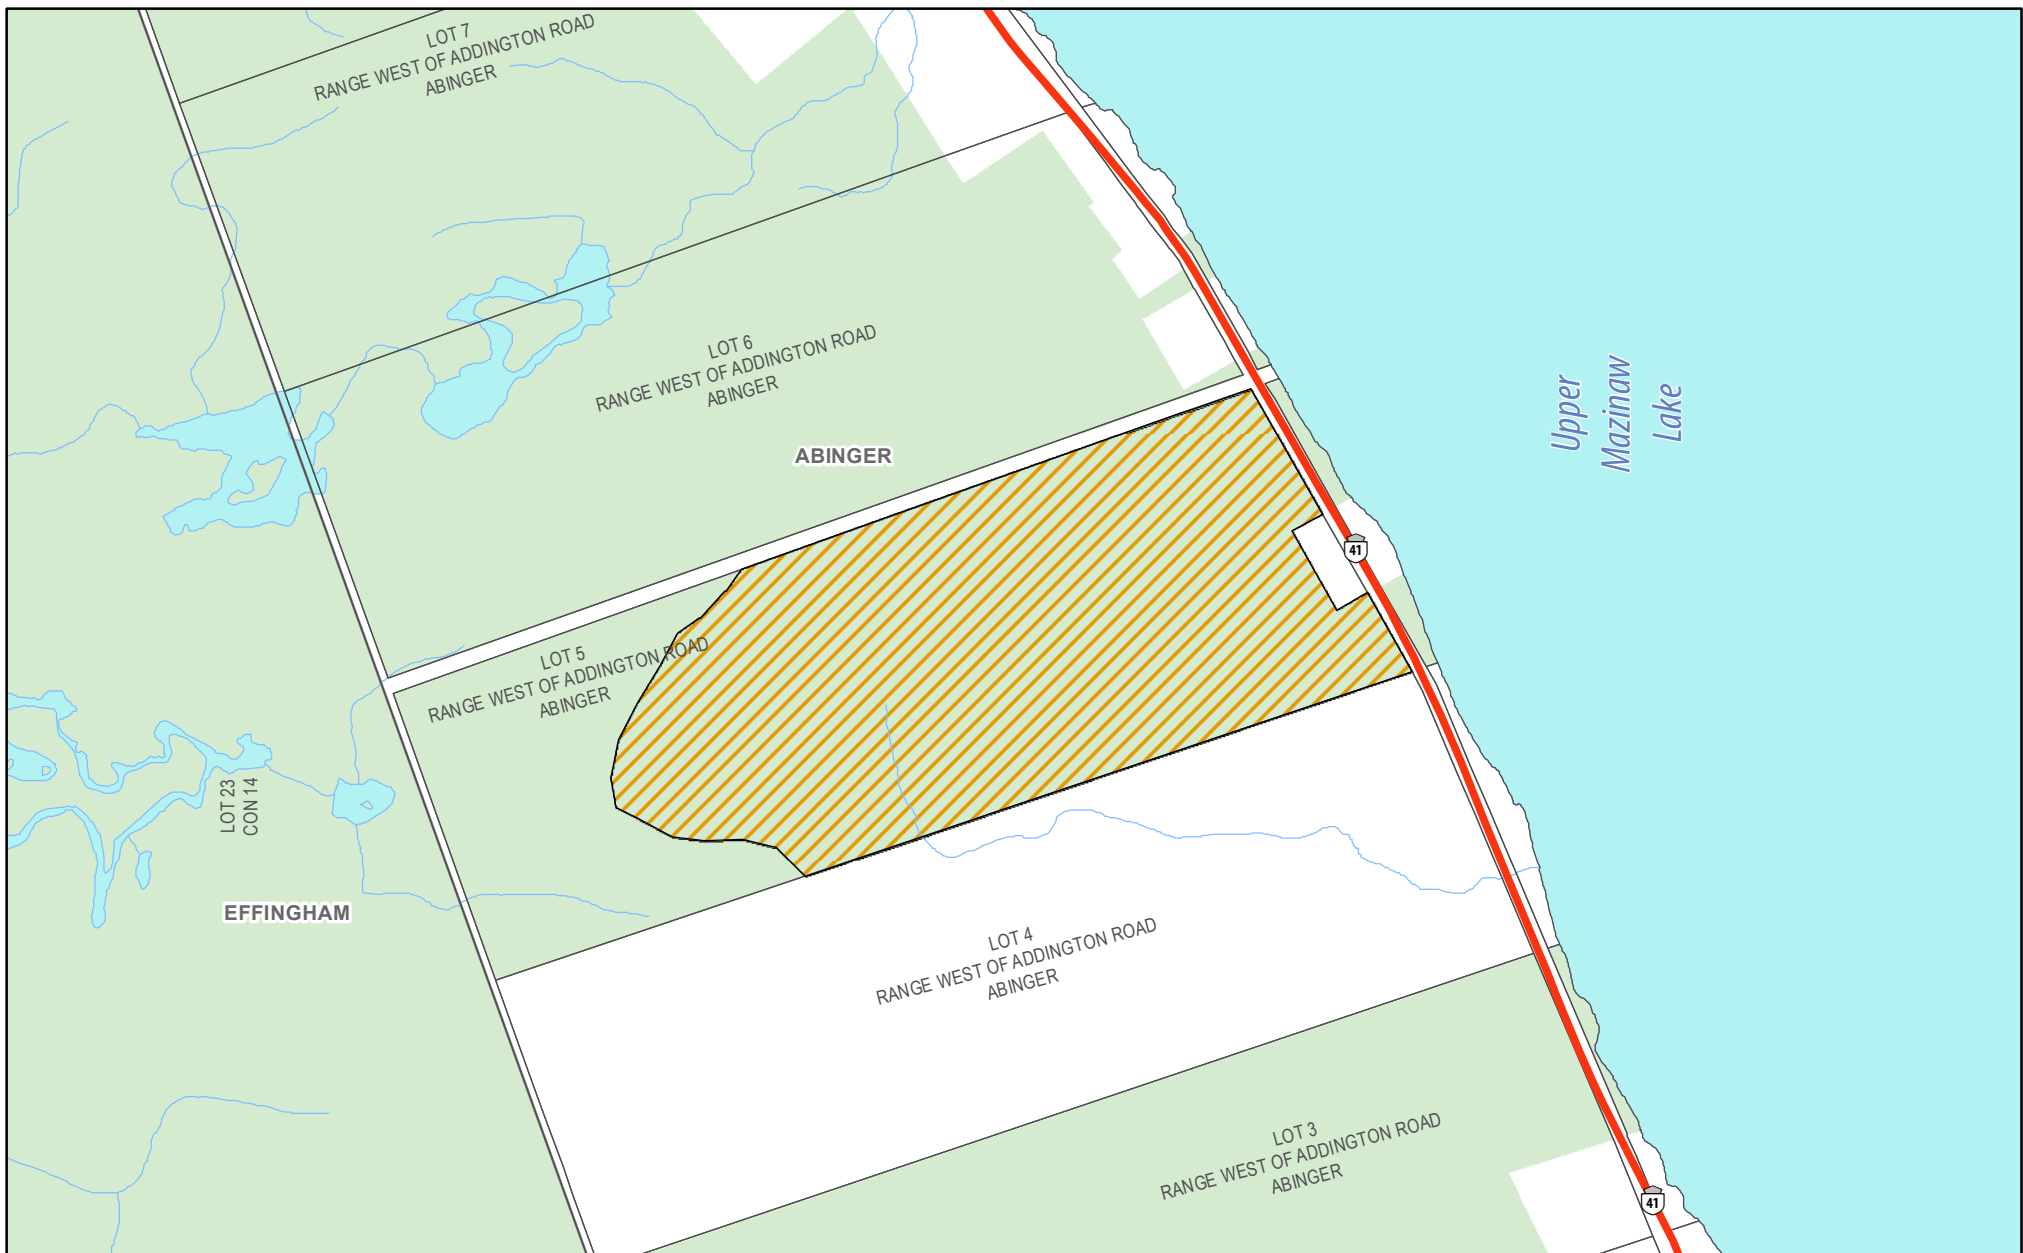 LOT 7
RANGE WEST OF ADDINGTON ROAD
ABINGER
LOT 6
RANGE WEST OF ADDINGTON ROAD
ABINGER
Upper
Mazinaw
Lake
ABINGER
41
LOT 5
RANGE WEST OF ADDINGTON ROAD
ABINGER
LOT 23
CON 14
EFFINGHAM
LOT 4
RANGE WEST OF ADDINGTON ROAD
ABINGER
LOT 3
RANGE WEST OF ADDINGTON ROAD
ABINGER
41